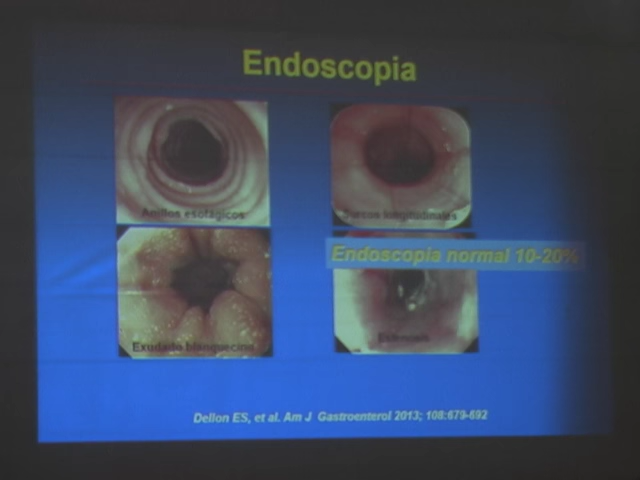 Endoscopia
Anillos esofágicos
Surcos longitudinales
Endoscopia normal 10-20%
Exudado blanquecino
Estenosis
Dellon ES, et al. Am J Gastroenterol 2013; 108:679-692